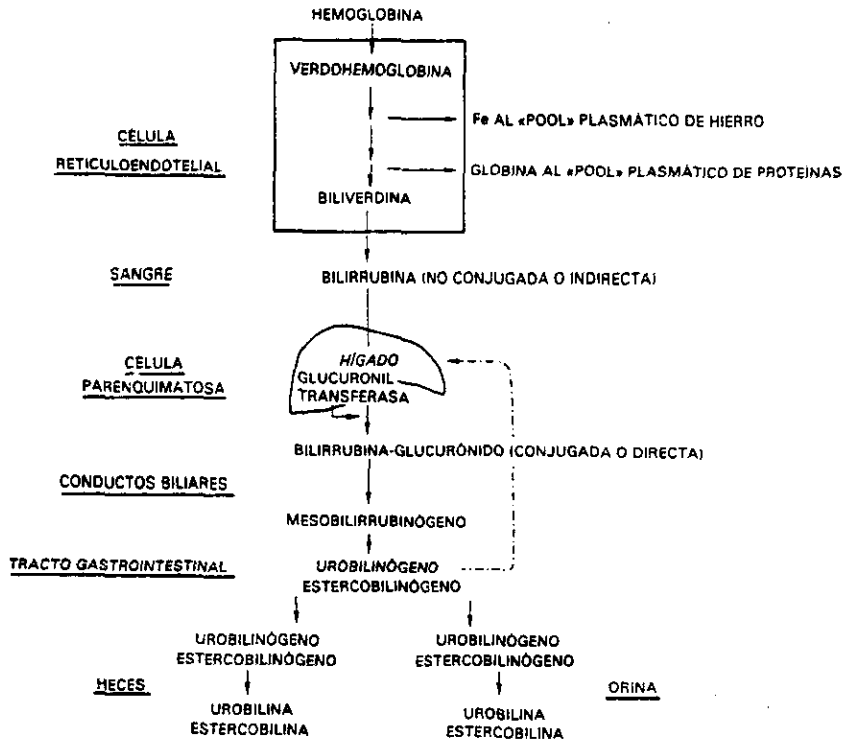 HEMOGLOBINA
VERDOHEMOGLOBINA
Fe AL «POOL» PLASMÁTICO DE HIERRO
CÉLULA
RETICULOENDOTELIAL
GLOBINA AL «POOL» PLASMÁTICO DE PROTEINAS
BILIVERDINA
SANGRE
BILIRRUBINA (NO CONJUGADA O INDIRECTA)
CÉLULA
PARENQUIMATOSA
HÍGADO
GLUCURONIL
TRANSFERASA
BILIRRUBINA-GLUCURÓNIDO (CONJUGADA O DIRECTA)
CONDUCTOS BILIARES
MESOBILIRRUBINÓGENO
TRACTO GASTROINTESTINAL
UROBILINÓGENO
ESTERCOBILINÓGENO
UROBILINÓGENO
ESTERCOBILINÓGENO
UROBILINÓGENO
ESTERCOBILINÓGENO
HECES
ORINA
UROBILINA
ESTERCOBILINA
UROBILINA
ESTERCOBILINA